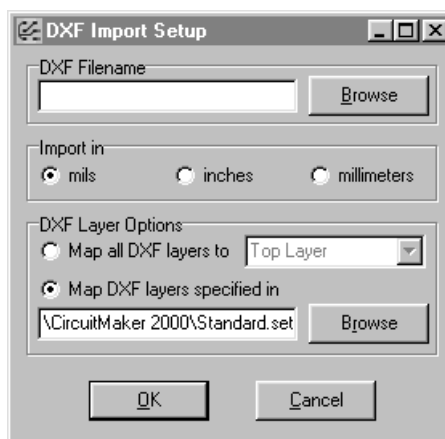 DXF Import Setup
DXF Filename
Browse
Import in
mils inches millimeters
DXF Layer Options
Map all DXF layers to Top Layer
Map DXF layers specified in
\CircuitMaker 2000\Standard.set Browse
OK Cancel